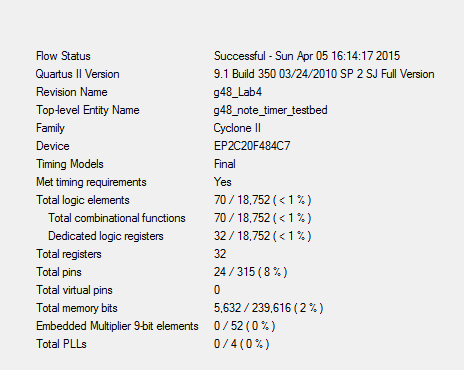 Flow Status Successful - Sun Apr 05 16:14:17 2015
Quartus II Version 9.1 Build 350 03/24/2010 SP 2 SJ Full Version
Revision Name g48_Lab4
Top-level Entity Name g48_note_timer_testbed
Family Cyclone II
Device EP2C20F484C7
Timing Models Final
Met timing requirements Yes
Total logic elements 70 / 18,752 ( < 1 % )
Total combinational functions 70 / 18,752 ( < 1 % )
Dedicated logic registers 32 / 18,752 ( < 1 % )
Total registers 32
Total pins 24 / 315 ( 8 % )
Total virtual pins 0
Total memory bits 5,632 / 239,616 ( 2 % )
Embedded Multiplier 9-bit elements 0 / 52 ( 0 % )
Total PLLs 0 / 4 ( 0 % )